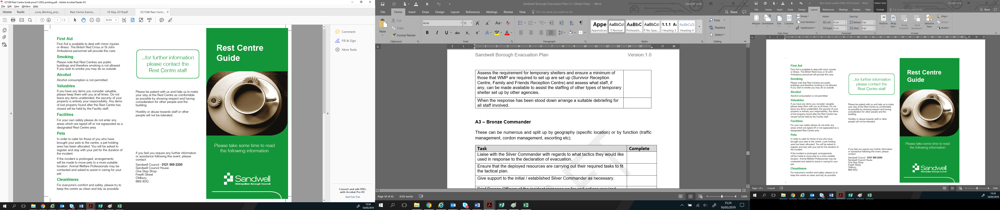 027288 Rest Centre Guide proof 5 (003) printing.pdf - Adobe Acrobat Reader DC
File Edit View Window Help
Home Tools Lone_Working_and... Rest Centre Exercis... 16 May 2019.pdf 027288 Rest Centr... ×
1 / 2 93.8%
First Aid
First Aid is available to deal with minor injuries
or illness. The British Red Cross or St John
Ambulance personnel will provide this care.
Smoking
Please note that Rest Centres are public
buildings and therefore smoking is not allowed.
If you wish to smoke you may do so outside.
Alcohol
Alcohol consumption is not permitted.
Valuables
If you have any items you consider valuable,
please keep them with you at all times. Do not
leave any items unattended, the security of your
property is entirely your responsibility. Any items
of lost property found after the Rest Centre has
closed will be held by the Facility staff.
Facilities
For your own safety please do not enter any
areas which are taped off or not signposted as a
designated Rest Centre area.
Pets
In order to cater for those of you who have
brought your pets to the centre, a pet holding
area has been allocated. You will be asked to
register and stay with your pet for the duration of
the incident.
If the incident is prolonged, arrangements
will be made to move pets to a more suitable
location. Animal Welfare Professionals may be
contacted and asked to assist in caring for your
pet.
Cleanliness
For everyone's comfort and safety, please try to
keep the centre as clean and tidy as possible.
...for further information
please contact the
Rest Centre staff
Please be patient with us and help us to make
your stay at the Rest Centre as comfortable
as possible by showing respect and having
consideration for other people and the
building.
Hostility or abuse towards staff or other
people will not be tolerated.
If you feel you require any further information
or assistance following this event, please
contact:
Sandwell Council - 0121 569 2200
Sandwell Council House
One Stop Shop
Freeth Street
Oldbury
B69 3DQ
Rest Centre
Guide
Please take some time to read
the following information
Sandwell
Metropolitan Borough Council
Comment
Fill & Sign
More Tools
Convert and edit PDFs
with Acrobat Pro DC
Start Free Trial
15:24
16/05/2019
Sandwell Borough Evacuation Plan v1.1 [Read-Only] - Word
Nabeel Yafai
File Home Insert Draw Design Layout References Mailings Review View Tell me what you want to do
Share
Paste
Cut
Copy
Format Painter
Clipboard
Arial 12
Font
Paragraph
Appe AaBbCcI AaBbC AaBbCcI 1.1.1 Aa AaBbCcD
Appendices ¶ Normal Preheadin... ¶ No Spac... Heading 3 Heading 4
Styles
Find
Replace
Select
Editing
Sandwell Borough Evacuation Plan Version:1.0
Assess the requirement for temporary shelters and ensure a minimum of
those that WMP are required to set up are set up (Survivor Reception
Centre, Family and Friends Reception Centre) and assess what staff, if
any, can be made available to assist the staffing of other types of temporary
shelter set up by other agencies.
When the response has been stood down arrange a suitable debriefing for
all staff involved.
A3 – Bronze Commander
These can be numerous and split up by geography (specific location) or by function (traffic
management, cordon management, escorting etc).
Task Complete
Liaise with the Silver Commander with regards to what tactics they would like
used in response to the declaration of evacuation.
Ensure that the deployed resources are carrying out their required tasks to fit
the tactical plan.
Give support to the initial / established Silver Commander as necessary.
Page 34 of 43 8163 words
120%
15:24
16/05/2019
Rest Centre Leaflet FINAL 2019 (word) - Word
Picture Tools
Nabeel Yafai
File Home Insert Draw Design Layout References Mailings Review View Format Tell me what you want to do
Share
Margins Orientation Size Columns
Breaks
Line Numbers
Hyphenation
Page Setup
Indent Spacing
Left: 0 cm Before: 0 pt
Right: 0 cm After: 8 pt
Paragraph
Position Wrap Text Bring Forward Send Backward Selection Pane
Align
Group
Rotate
Arrange
First Aid
First Aid is available to deal with minor injuries
or illness. The British Red Cross or St John
Ambulance personnel will provide this care.
Smoking
Please note that Rest Centres are public
buildings and therefore smoking is not allowed.
If you wish to smoke you may do so outside.
Alcohol
Alcohol consumption is not permitted
Valuables
If you have any items you consider valuable,
please keep them with you at all times. Do not
leave any items unattended, the security of your
property is entirely your responsibility. Any items
of lost property found after the Rest Centre has
closed will be held by the Facility staff.
Facilities
For your own safety please do not enter any
areas which are taped off or not signposted as a
designated Rest Centre area.
Pets
In order to cater for those of you who have
brought your pets to the centre, a pet holding
area has been allocated. You will be asked to
register and stay with your pet for the duration of
the incident
If the incident is prolonged, arrangements
will be made to move pets to a more suitable
location. Animal Welfare Professionals may be
contacted and asked to assist in caring for your
pet.
Cleanliness
For everyone's comfort and safety, please try to
keep the centre as clean and tidy as possible.
...for further information
please contact the
Rest Centre staff
Please be patient with us and help us to make
your stay at the Rest Centre as comfortable
as possible by showing respect and having
consideration for other people and the
building.
Hostility or abuse towards staff or other
people will not be tolerated.
If you feel you require any further information
or assistance following this event, please
contact:
Sandwell Council - 0121 569 2200
Sandwell Council House
One Stop Shop
Freeth Street
Oldbury
B69 3DQ
Rest Centre
Guide
Please take some time to read
the following information
Sandwell
Metropolitan Borough Council
Page 1 of 2 0 words
100%
15:24
16/05/2019